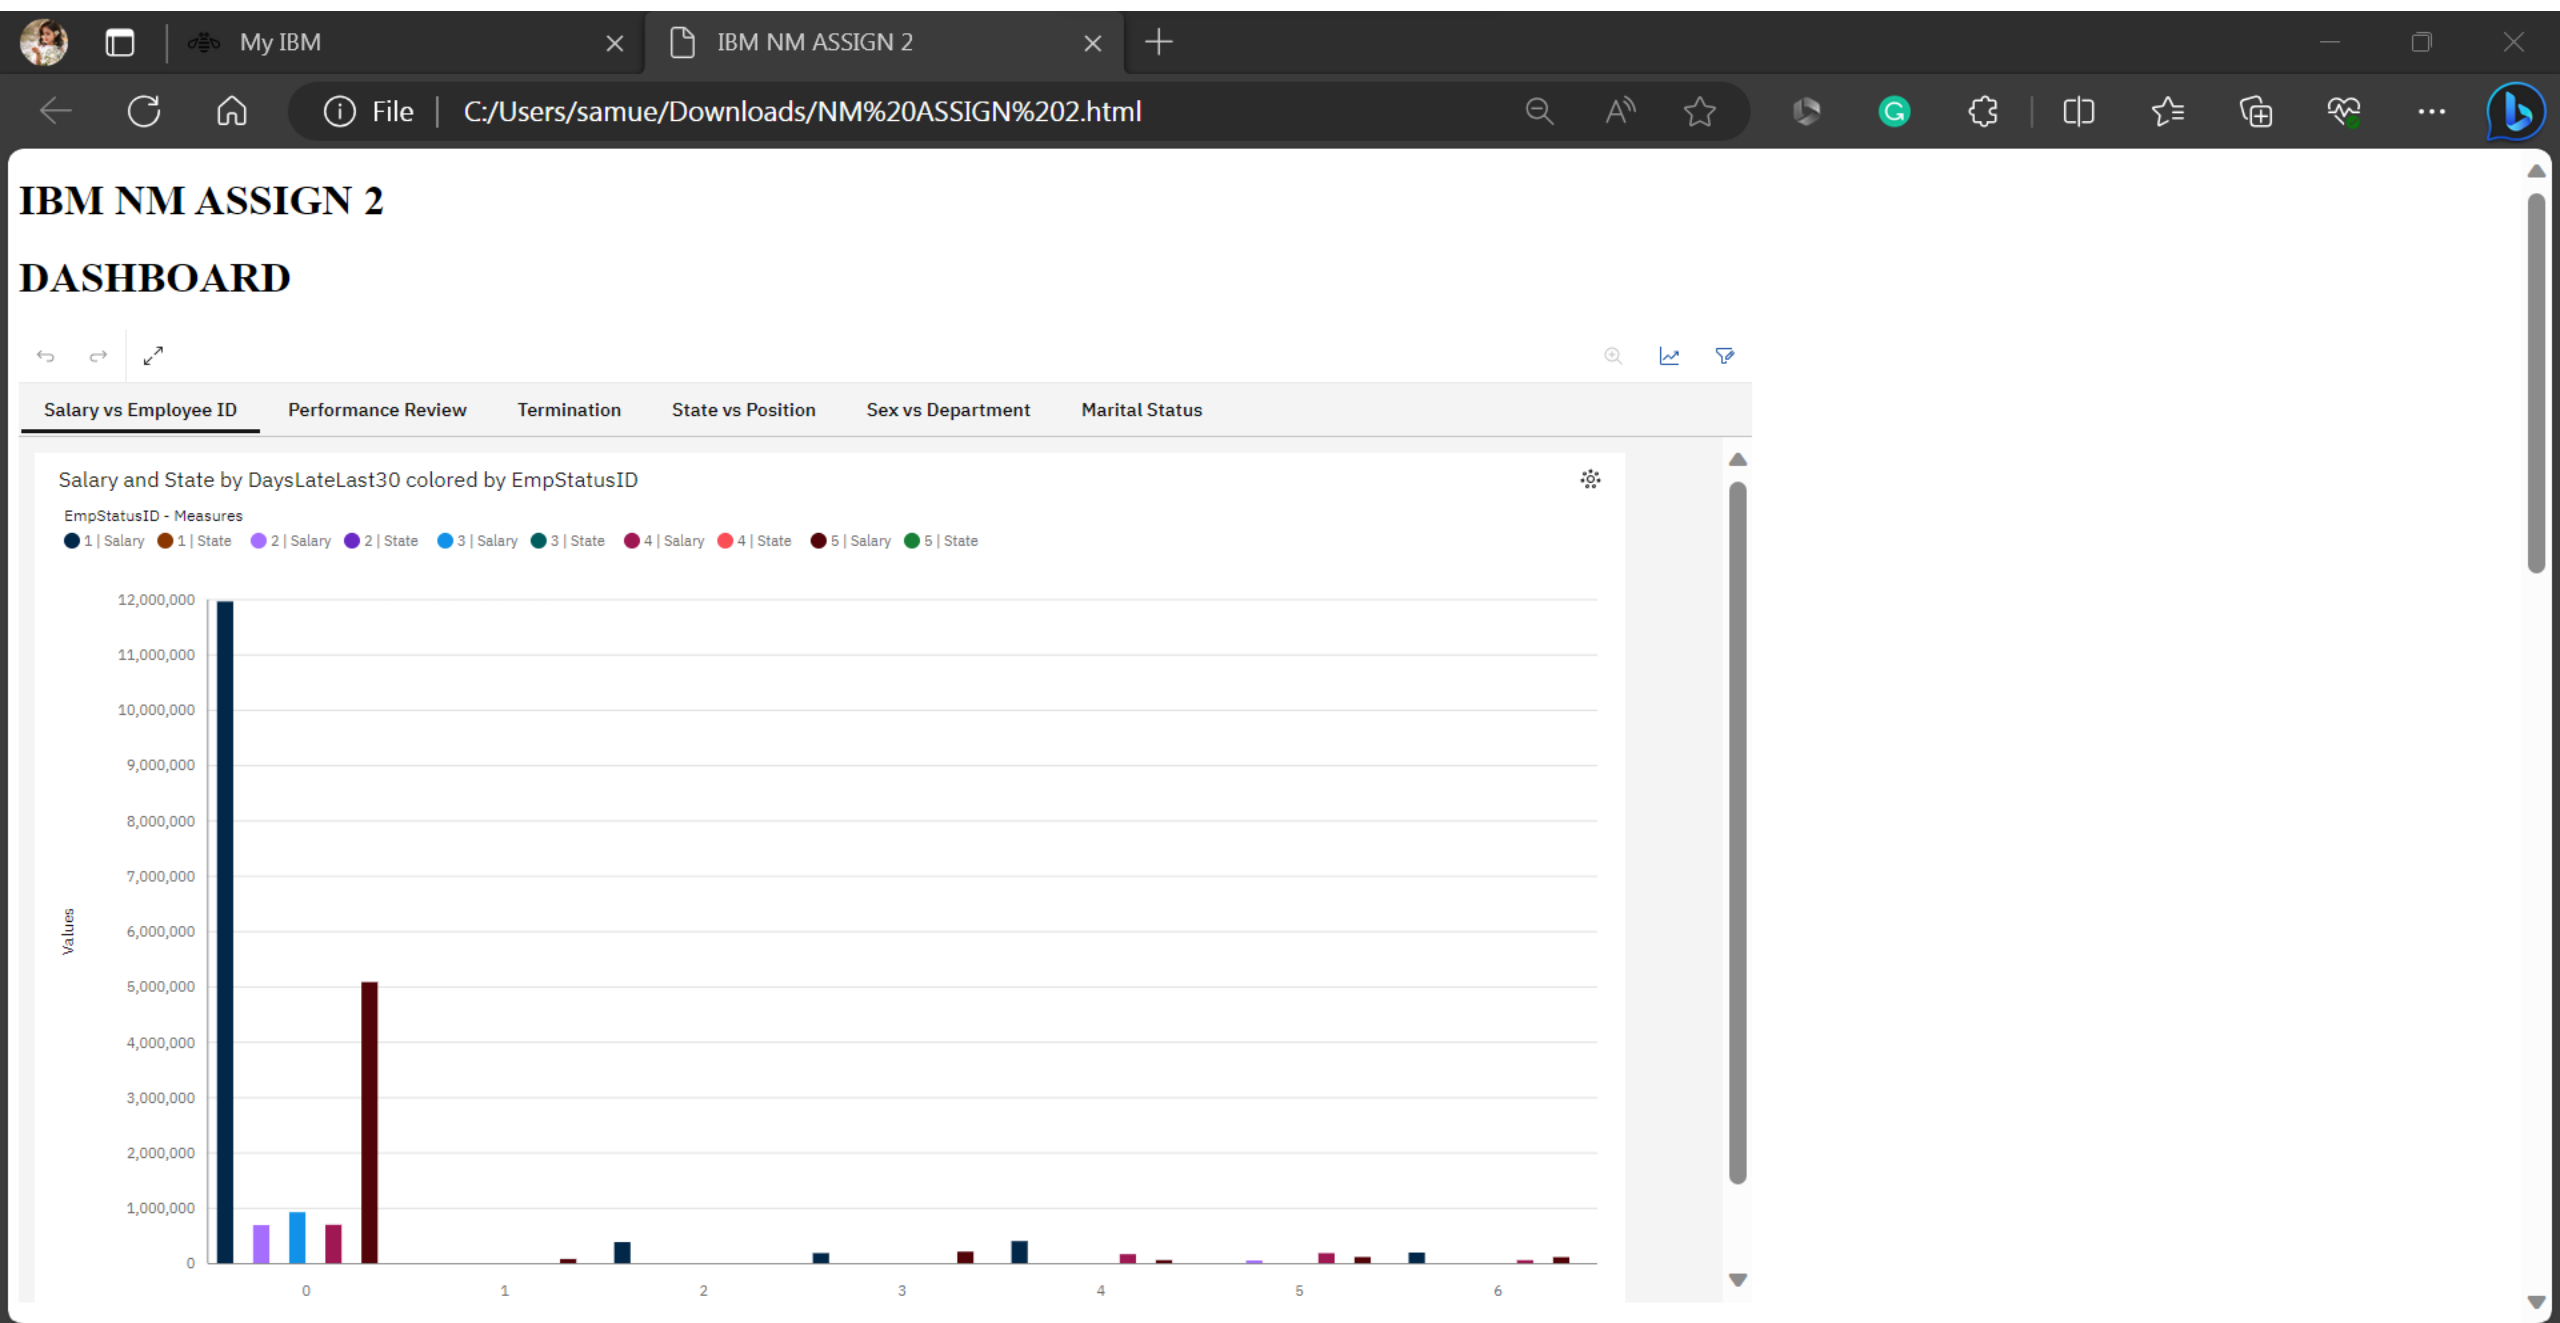 My IBM
IBM NM ASSIGN 2
File | C:/Users/samue/Downloads/NM%20ASSIGN%202.html
IBM NM ASSIGN 2
DASHBOARD
Salary vs Employee ID Performance Review Termination State vs Position Sex vs Department Marital Status
Salary and State by DaysLateLast30 colored by EmpStatusID
EmpStatusID - Measures
1 | Salary 1 | State 2 | Salary 2 | State 3 | Salary 3 | State 4 | Salary 4 | State 5 | Salary 5 | State
12,000,000
11,000,000
10,000,000
9,000,000
8,000,000
7,000,000
Values
6,000,000
5,000,000
4,000,000
3,000,000
2,000,000
1,000,000
0
0 1 2 3 4 5 6